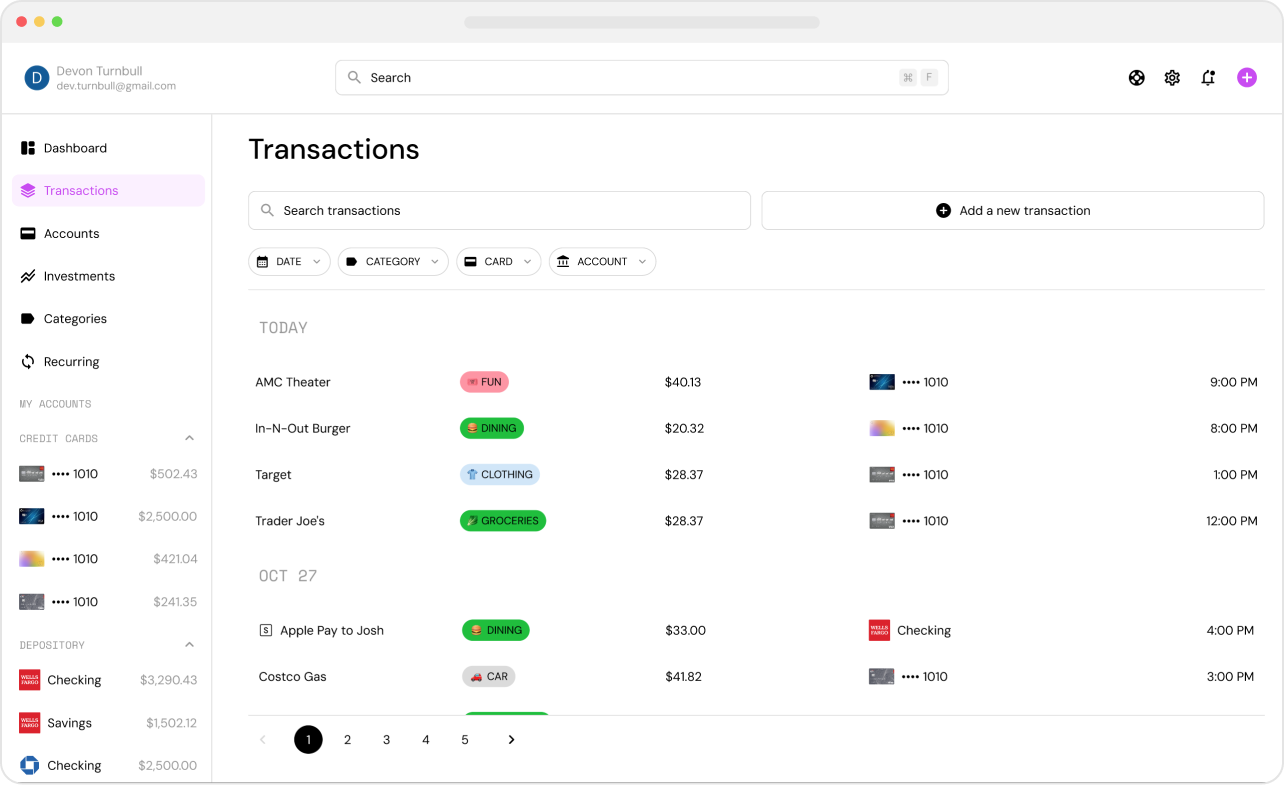 D
Devon Turnbull
dev.turnbull@gmail.com
Search
⌘ F
Dashboard
Transactions
Accounts
Investments
Categories
Recurring
MY ACCOUNTS
CREDIT CARDS
•••• 1010 $502.43
•••• 1010 $2,500.00
•••• 1010 $421.04
•••• 1010 $241.35
DEPOSITORY
WELLS FARGO Checking $3,290.43
WELLS FARGO Savings $1,502.12
Checking $2,500.00
Transactions
Search transactions
Add a new transaction
DATE CATEGORY CARD ACCOUNT
TODAY
AMC Theater FUN $40.13 •••• 1010 9:00 PM
In-N-Out Burger DINING $20.32 •••• 1010 8:00 PM
Target CLOTHING $28.37 •••• 1010 1:00 PM
Trader Joe's GROCERIES $28.37 •••• 1010 12:00 PM
OCT 27
S Apple Pay to Josh DINING $33.00 WELLS FARGO Checking 4:00 PM
Costco Gas CAR $41.82 •••• 1010 3:00 PM
1 2 3 4 5